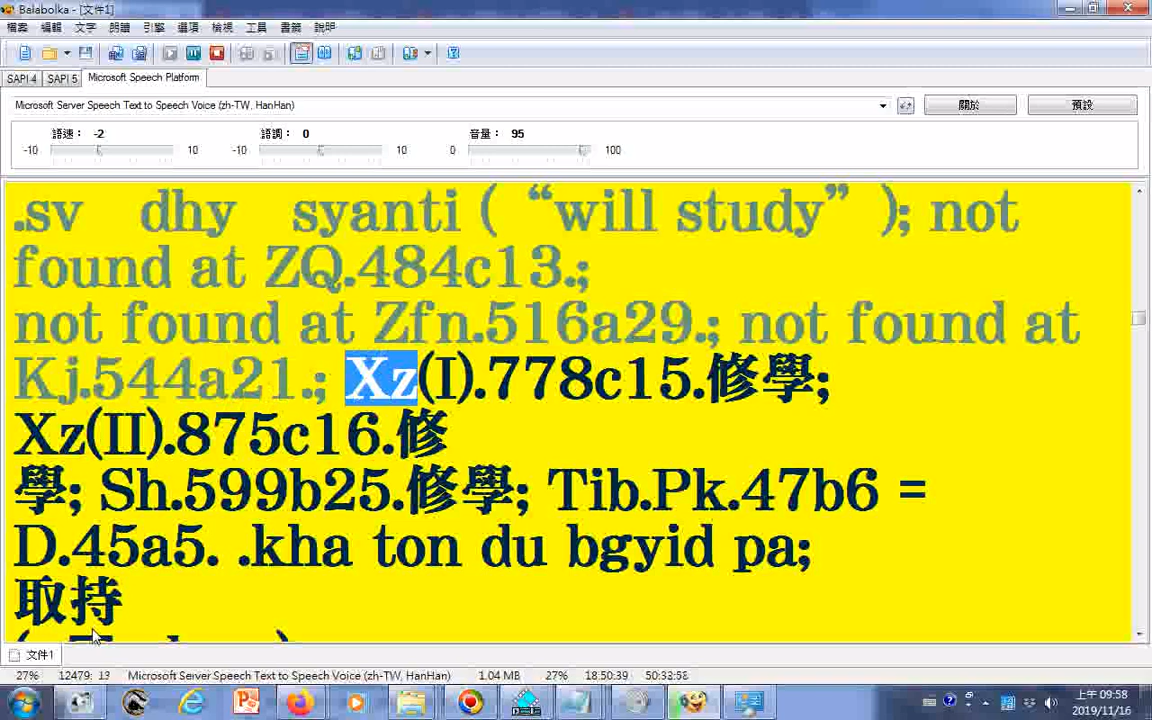 Balabolka - [文件1]
檔案 編輯 文字 朗讀 引擎 選項 檢視 工具 書籤 說明
SAPI 4 SAPI 5 Microsoft Speech Platform
Microsoft Server Speech Text to Speech Voice (zh-TW, HanHan) 關於 預設
語速： -2 語調： 0 音量： 95
-10 10 -10 10 0 100
.sv dhy syanti ( “will study” ); not
found at ZQ.484c13.;
not found at Zfn.516a29.; not found at
Kj.544a21.; Xz(I).778c15.修學;
Xz(II).875c16.修
學; Sh.599b25.修學; Tib.Pk.47b6 =
D.45a5. .kha ton du bgyid pa;
取持
文件1
27% 12479: 13 Microsoft Server Speech Text to Speech Voice (zh-TW, HanHan) 1.04 MB 27% 18:50:39 50:32:58
上午 09:58
2019/11/16